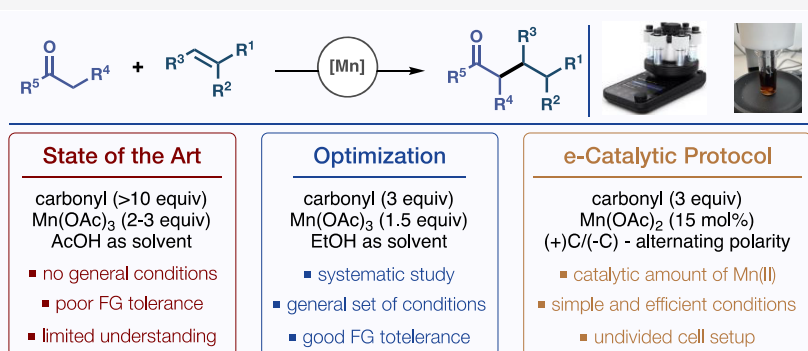 O
R⁵
R⁴
+
R³
R¹
R²
[Mn]
O
R³
R⁵
R¹
R⁴
R²
State of the Art
carbonyl (>10 equiv)
Mn(OAc)₃ (2-3 equiv)
AcOH as solvent
▪ no general conditions
▪ poor FG tolerance
▪ limited understanding
Optimization
carbonyl (3 equiv)
Mn(OAc)₃ (1.5 equiv)
EtOH as solvent
▪ systematic study
▪ general set of conditions
▪ good FG totelerance
e-Catalytic Protocol
carbonyl (3 equiv)
Mn(OAc)₂ (15 mol%)
(+)C/(-C) - alternating polarity
▪ catalytic amount of Mn(II)
▪ simple and efficient conditions
▪ undivided cell setup